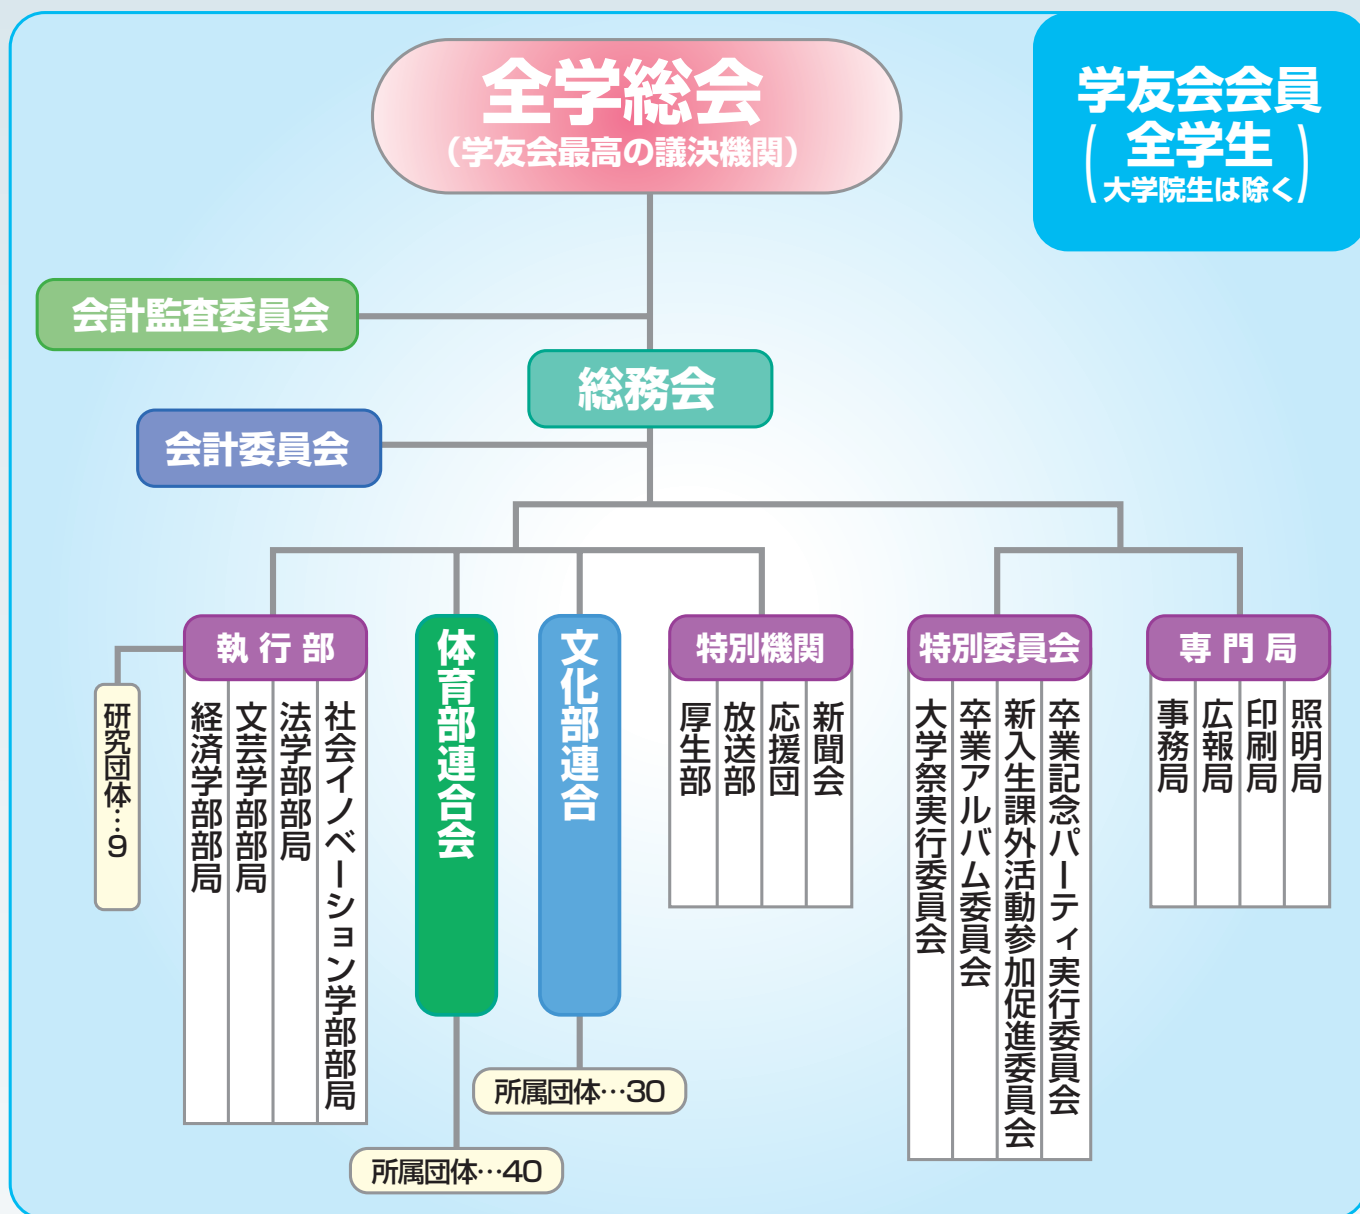 全学総会
(学友会最高の議決機関)
学友会会員
(全学生
大学院生は除く)
会計監査委員会
総務会
会計委員会
執行部
体育部連合会
文化部連合
特別機関
特別委員会
専門局
研究団体…9
経済学部部局
文芸学部部局
法学部部局
社会イノベーション学部部局
厚生部
放送部
応援団
新聞会
大学祭実行委員会
卒業アルバム委員会
新入生課外活動参加促進委員会
卒業記念パーティ実行委員会
事務局
広報局
印刷局
照明局
所属団体…30
所属団体…40